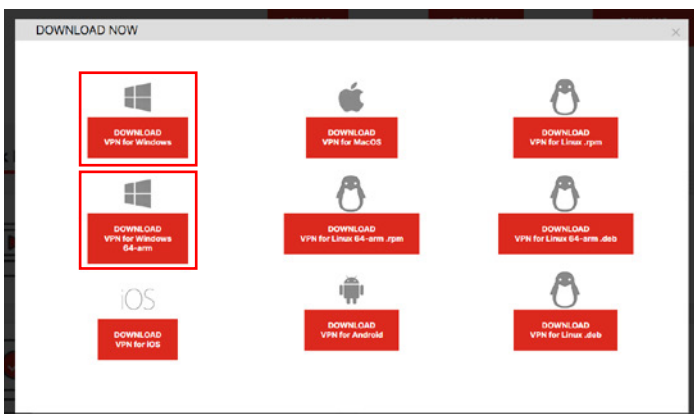 DOWNLOAD NOW
DOWNLOAD
VPN for Windows
DOWNLOAD
VPN for MacOS
DOWNLOAD
VPN for Linux .rpm
DOWNLOAD
VPN for Windows
64-arm
DOWNLOAD
VPN for Linux 64-arm .rpm
DOWNLOAD
VPN for Linux 64-arm .deb
iOS
DOWNLOAD
VPN for iOS
DOWNLOAD
VPN for Android
DOWNLOAD
VPN for Linux .deb